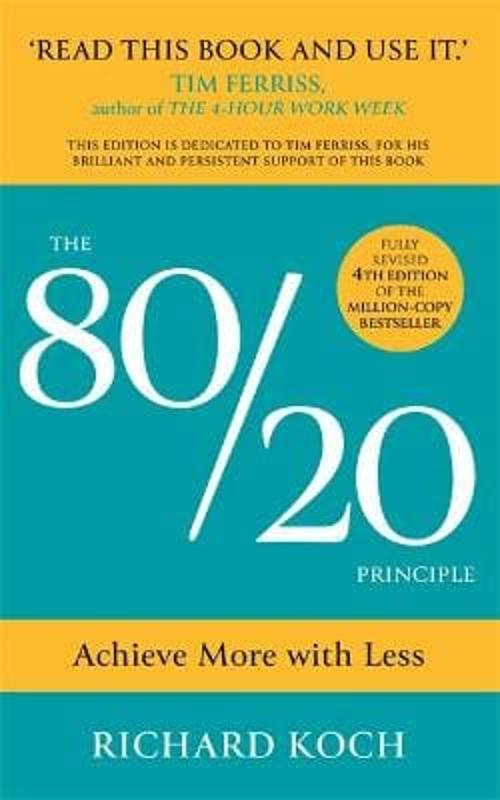 ‘READ THIS BOOK AND USE IT.’
TIM FERRISS,
author of THE 4-HOUR WORK WEEK
THIS EDITION IS DEDICATED TO TIM FERRISS, FOR HIS
BRILLIANT AND PERSISTENT SUPPORT OF THIS BOOK
THE
80/20
PRINCIPLE
FULLY
REVISED
4TH EDITION
OF THE
MILLION-COPY
BESTSELLER
Achieve More with Less
RICHARD KOCH